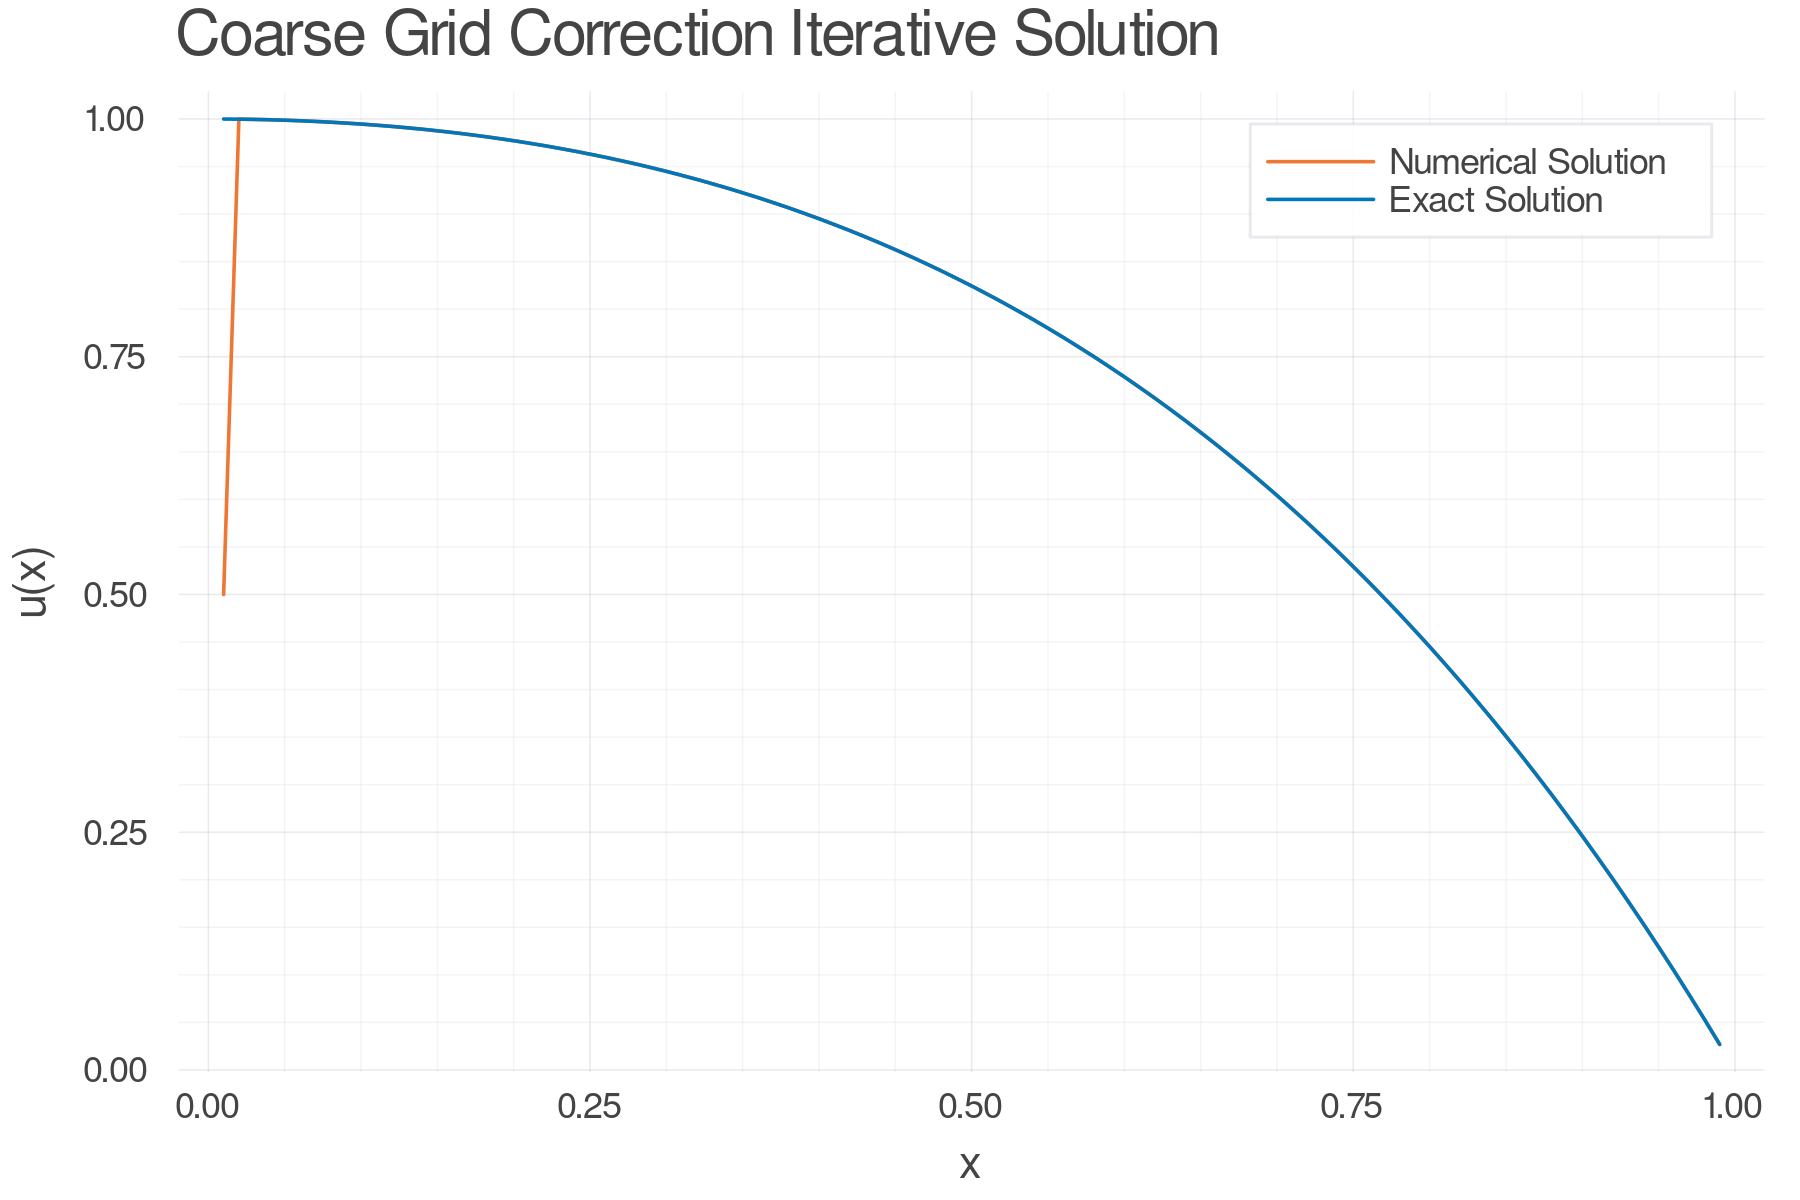 Coarse Grid Correction Iterative Solution
1.00
Numerical Solution
Exact Solution
0.75
u(x)
0.50
0.25
0.00
0.00 0.25 0.50 0.75 1.00
x